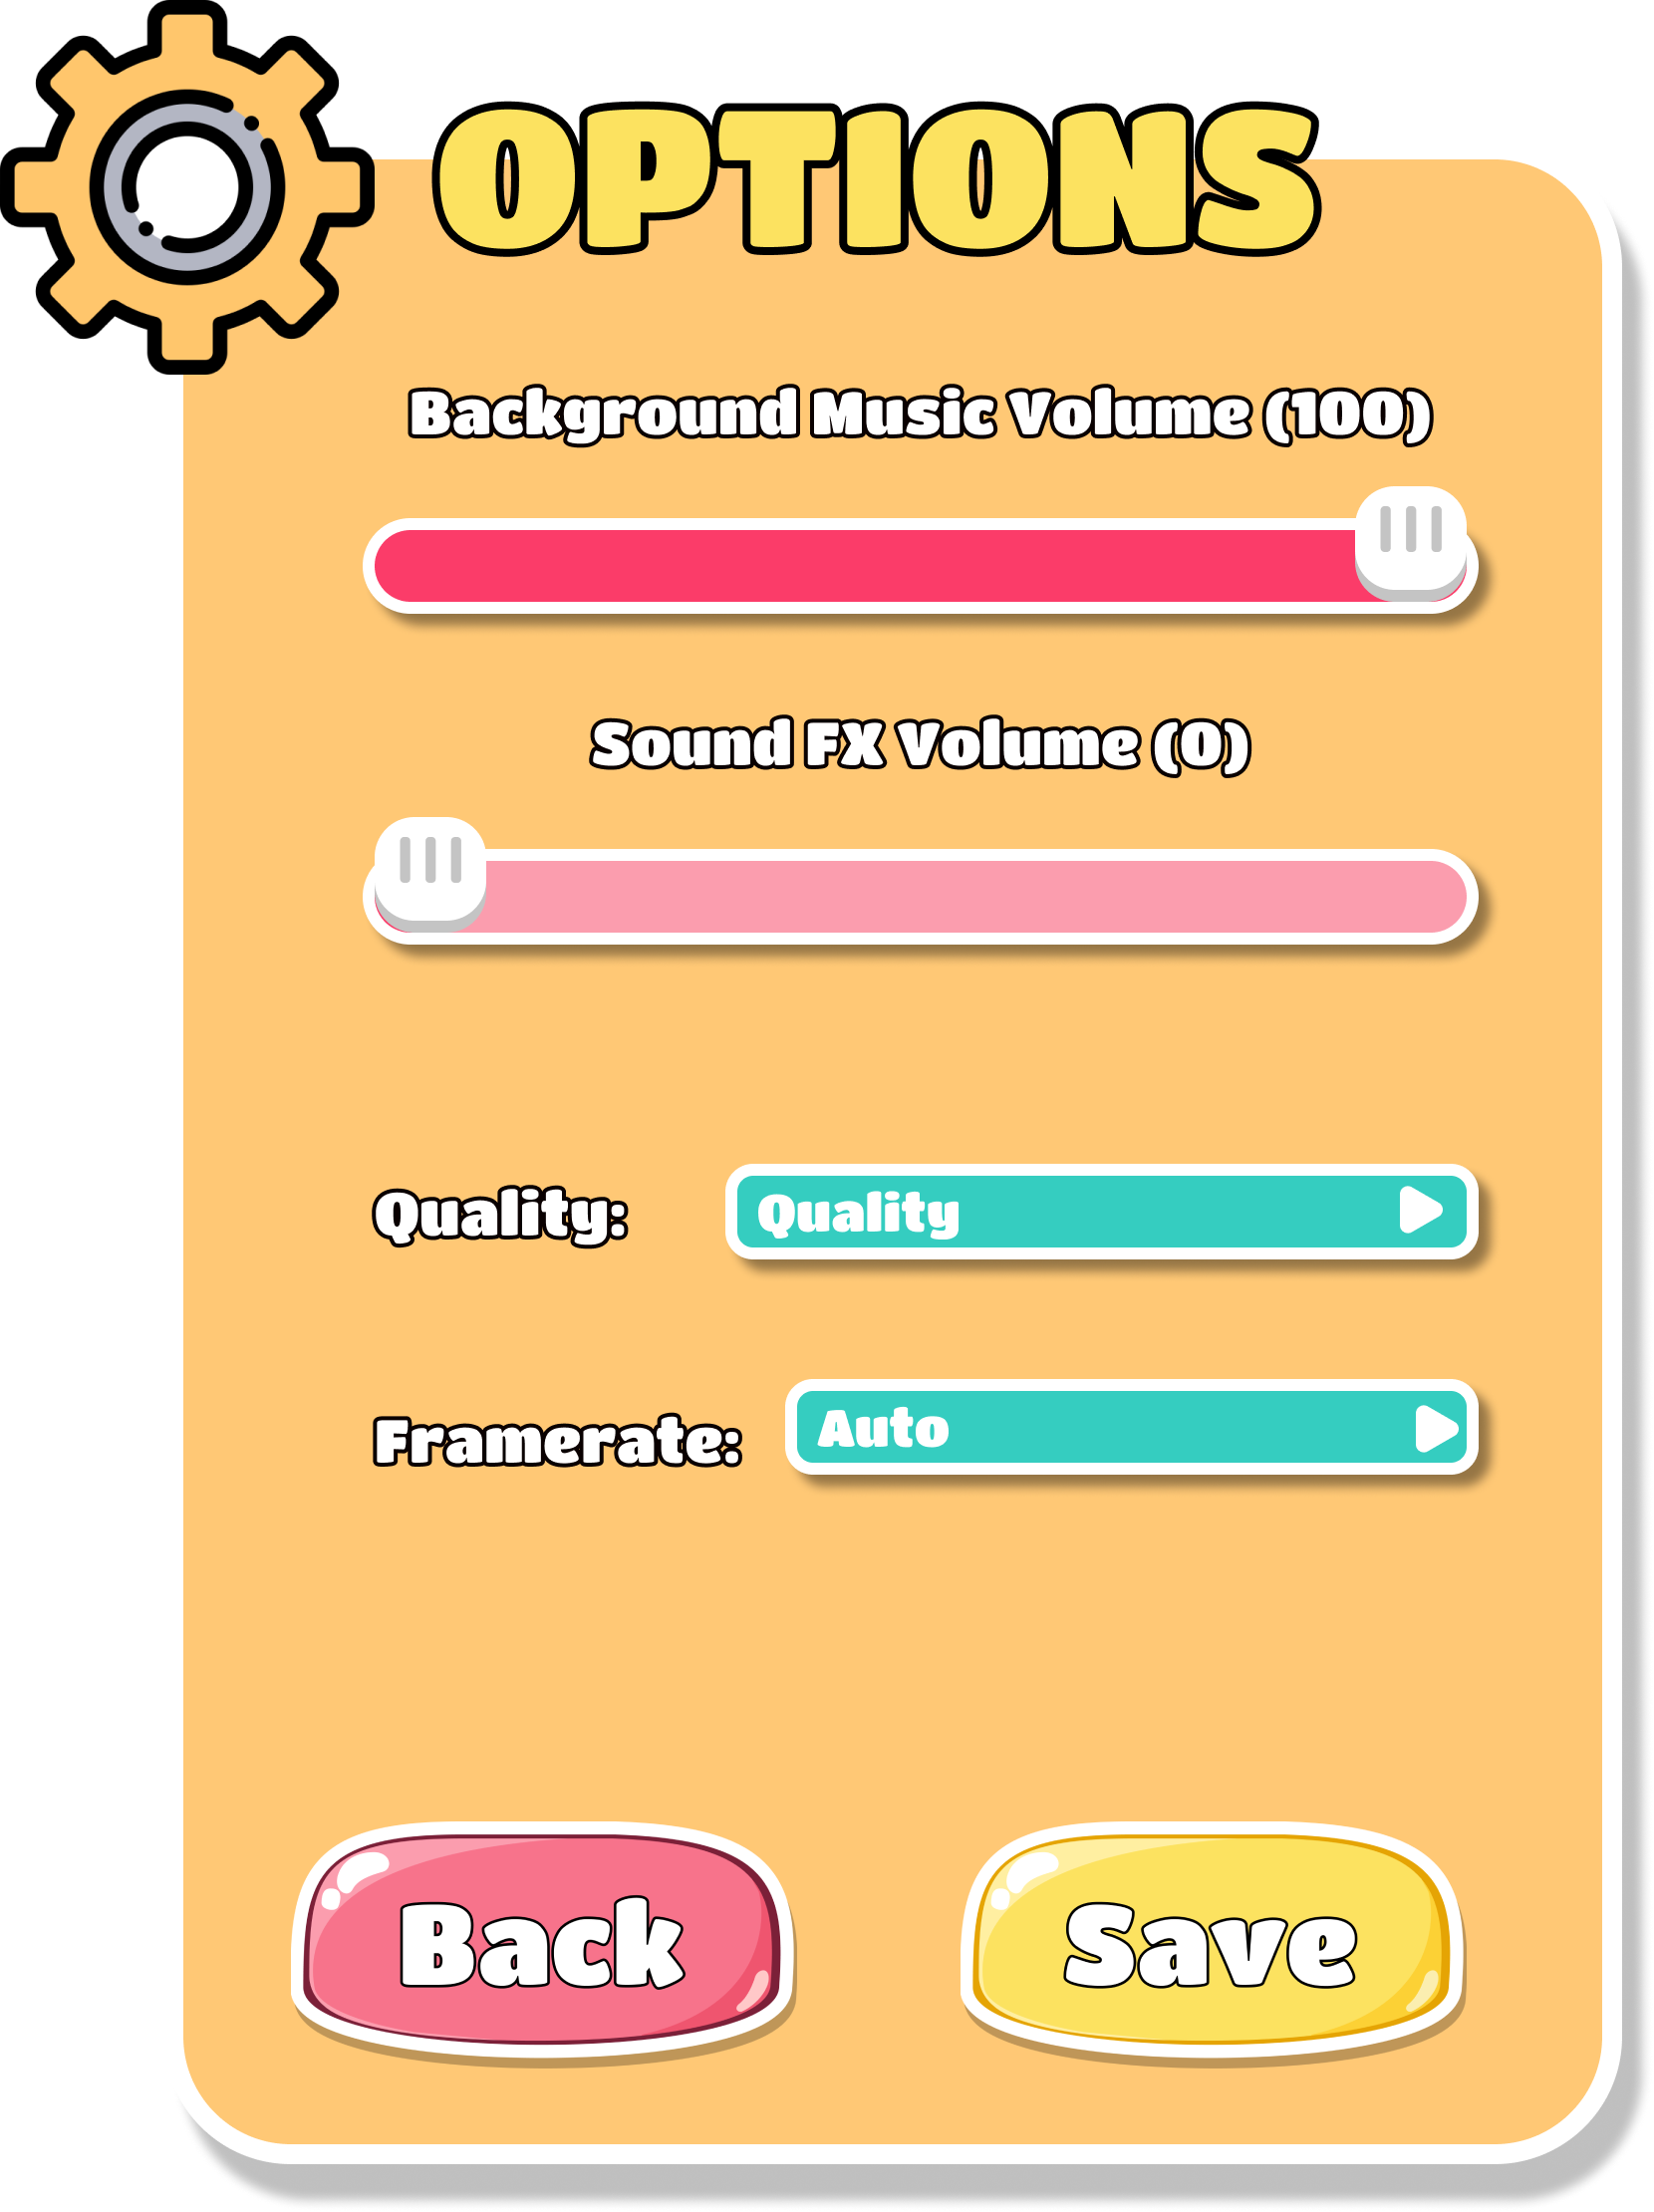 OPTIONS
Background Music Volume (100)
Sound FX Volume (0)
Quality: Quality
Framerate: Auto
Back Save